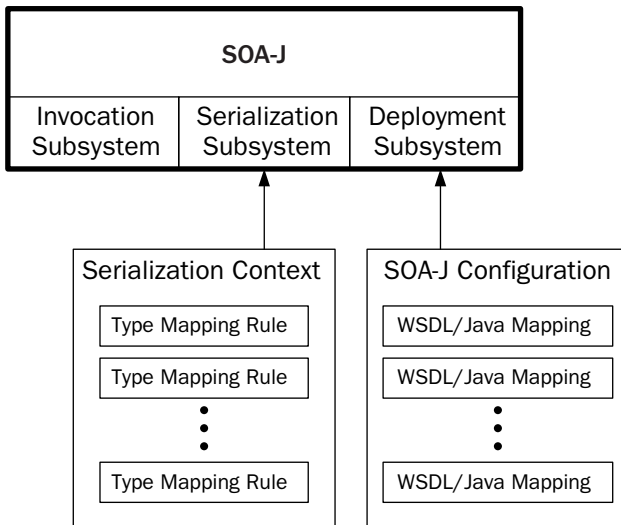 SOA-J
Invocation
Subsystem
Serialization
Subsystem
Deployment
Subsystem
Serialization Context
Type Mapping Rule
Type Mapping Rule
Type Mapping Rule
SOA-J Configuration
WSDL/Java Mapping
WSDL/Java Mapping
WSDL/Java Mapping